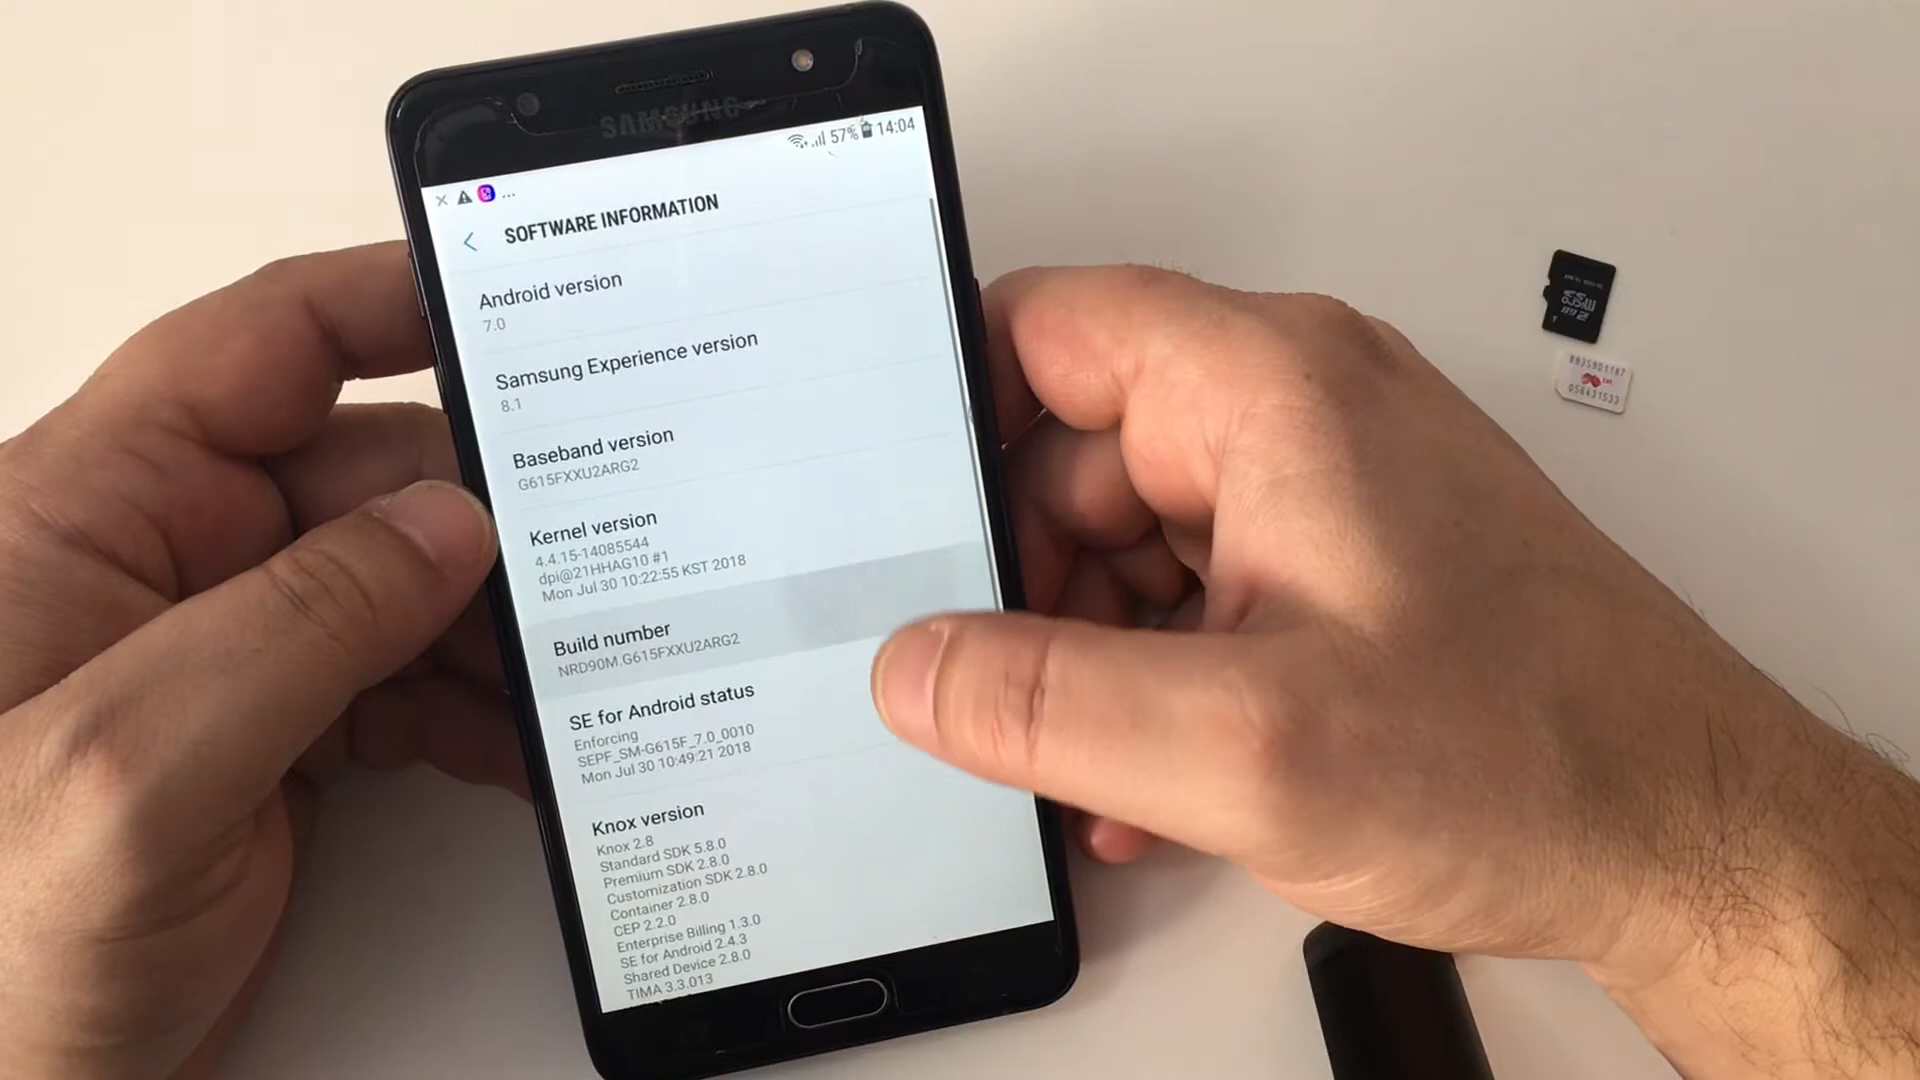 SAMSUNG
57% 14:04
...
SOFTWARE INFORMATION
Android version
7.0
Samsung Experience version
8.1
Baseband version
G615FXXU2ARG2
Kernel version
4.4.15-14085544
dpi@21HHAG10 #1
Mon Jul 30 10:22:55 KST 2018
Build number
NRD90M.G615FXXU2ARG2
SE for Android status
Enforcing
SEPF_SM-G615F_7.0_0010
Mon Jul 30 10:49:21 2018
Knox version
Knox 2.8
Standard SDK 5.8.0
Premium SDK 2.8.0
Customization SDK 2.8.0
Container 2.8.0
CEP 2.2.0
Enterprise Billing 1.3.0
SE for Android 2.4.3
Shared Device 2.8.0
TIMA 3.3.013
8935901187
056431533